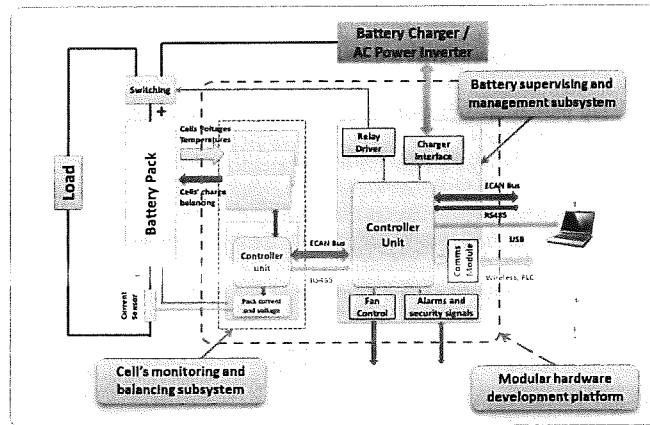 Battery Charger /
AC Power Inverter
Switching
+
Battery supervising and
management subsystem
Cells Voltages
Temperatures
Relay
Driver
Charger
Interface
Load
Battery Pack
Cells' charge
balancing
ECAN Bus
RS485
Controller
Unit
USB
ECAN Bus
RS485
Controller
unit
Comms
Module
Wireless, PLC
Current
Sensor
Pack current
and voltage
Fan
Control
Alarms and
security signals
Cell's monitoring and
balancing subsystem
Modular hardware
development platform